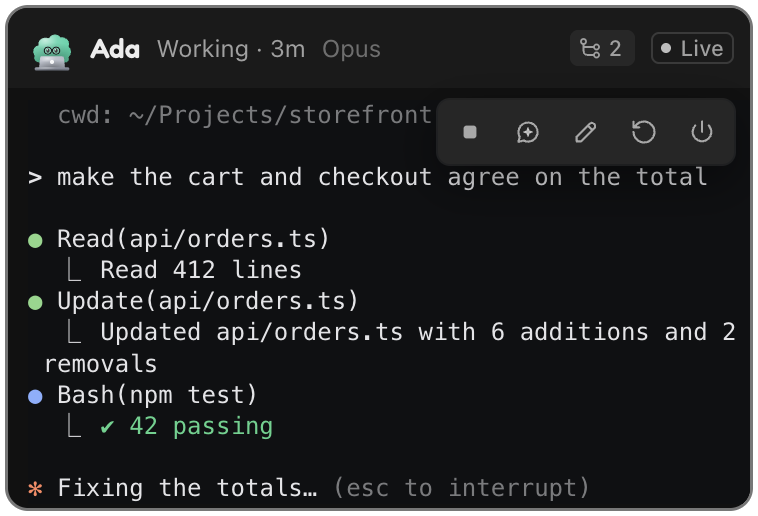 Ada Working · 3m Opus 2 Live
cwd: ~/Projects/storefront
> make the cart and checkout agree on the total
● Read(api/orders.ts)
⎿ Read 412 lines
● Update(api/orders.ts)
⎿ Updated api/orders.ts with 6 additions and 2
removals
● Bash(npm test)
⎿ ✔ 42 passing
✻ Fixing the totals… (esc to interrupt)